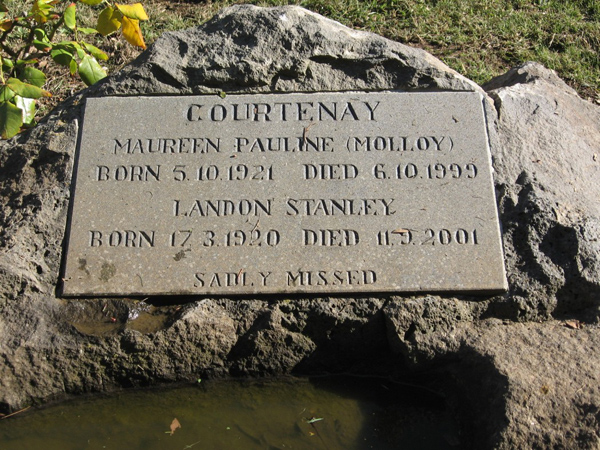 COURTENAY
MAUREEN PAULINE (MOLLOY)
BORN 5.10.1921 DIED 6.10.1999
LANDON STANLEY
BORN 17.3.1920 DIED 11.9.2001
SADLY MISSED